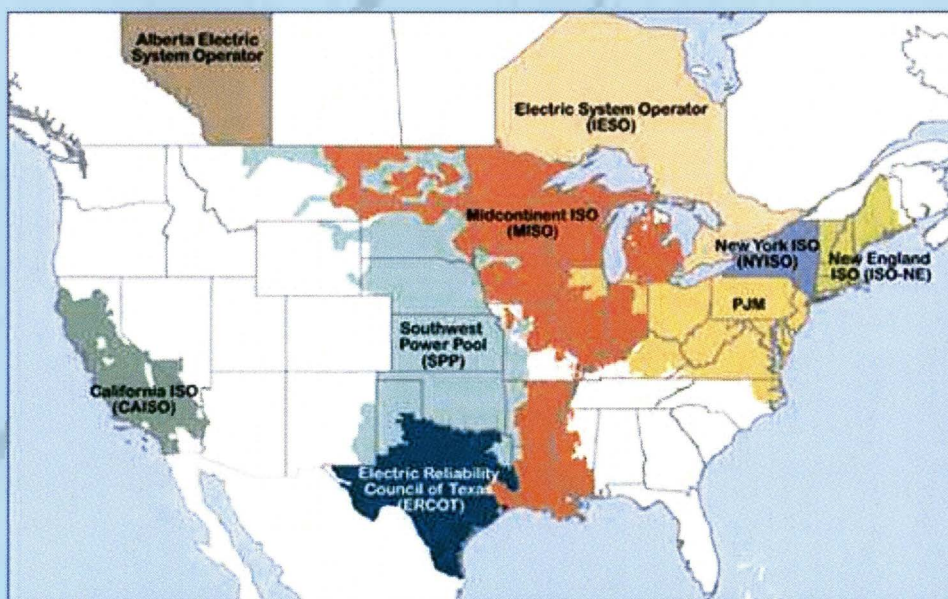 Alberta Electric
System Operator
Electric System Operator
(IESO)
Midcontinent ISO
(MISO)
New York ISO
(NYISO)
New England
ISO (ISO-NE)
PJM
Southwest
Power Pool
(SPP)
California ISO
(CAISO)
Electric Reliability
Council of Texas
(ERCOT)